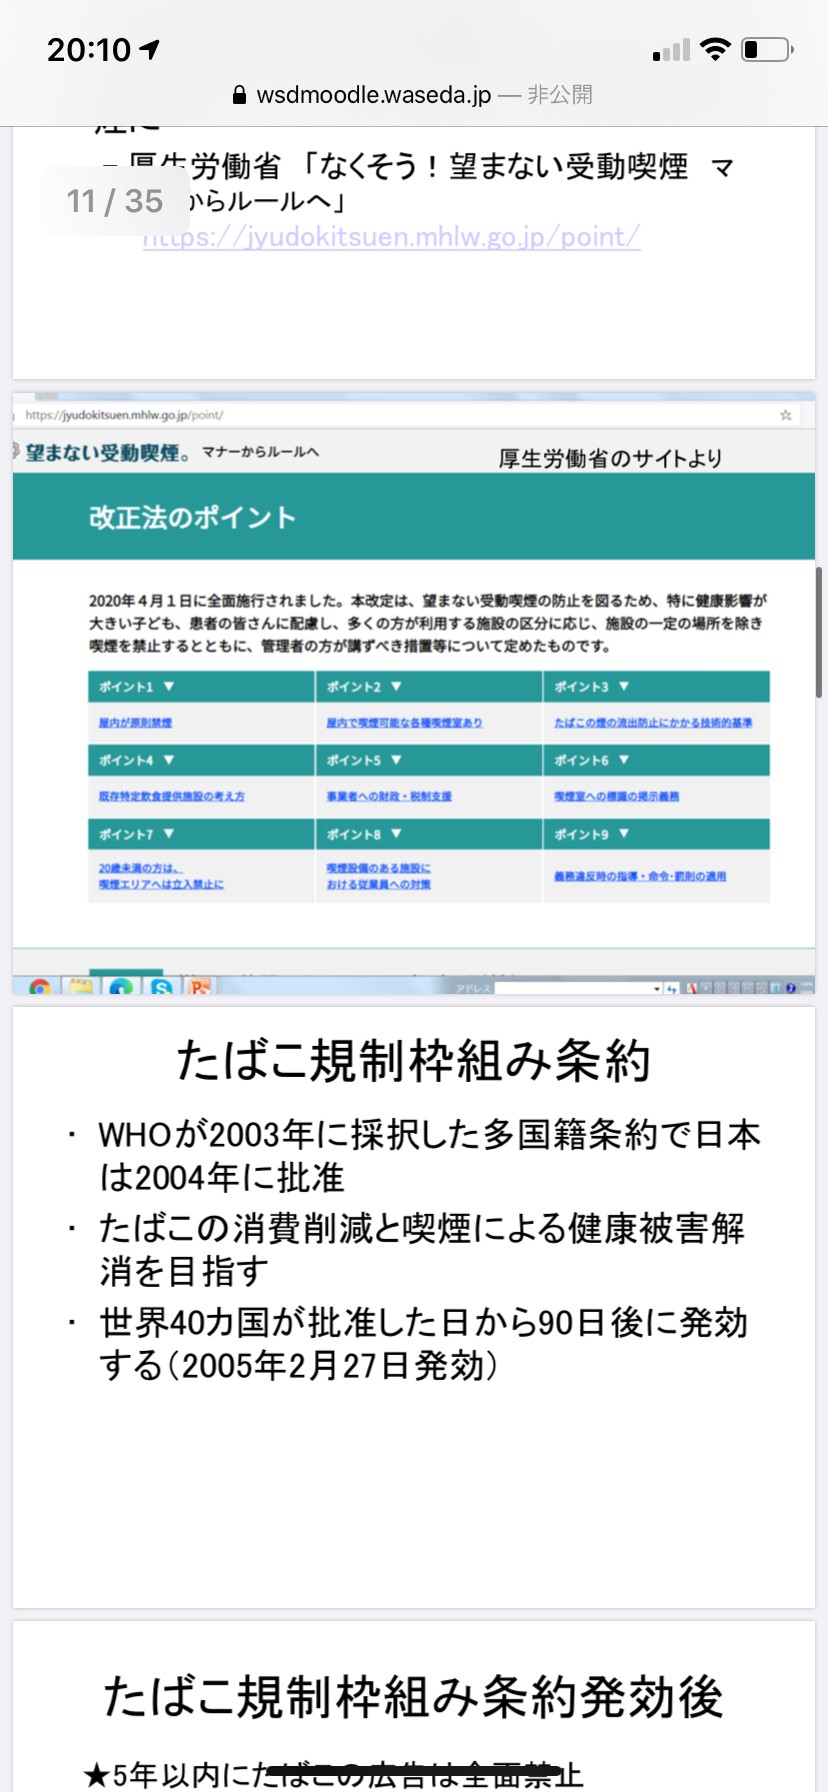 20:10
wsdmoodle.waseda.jp — 非公開
煙に
– 厚生労働省 「なくそう！望まない受動喫煙 マ
からルールへ」
11 / 35
https://jyudokitsuen.mhlw.go.jp/point/
https://jyudokitsuen.mhlw.go.jp/point/
望まない受動喫煙。 マナーからルールへ
厚生労働省のサイトより
改正法のポイント
2020年4月1日に全面施行されました。本改定は、望まない受動喫煙の防止を図るため、特に健康影響が
大きい子ども、患者の皆さんに配慮し、多くの方が利用する施設の区分に応じ、施設の一定の場所を除き
喫煙を禁止するとともに、管理者の方が講ずべき措置等について定めたものです。
ポイント1 ▼ ポイント2 ▼ ポイント3 ▼
屋内が原則禁煙 屋内で喫煙可能な各種喫煙室あり たばこの煙の流出防止にかかる技術的基準
ポイント4 ▼ ポイント5 ▼ ポイント6 ▼
既存特定飲食提供施設の考え方 事業者への財政・税制支援 喫煙室への標識の掲示義務
ポイント7 ▼ ポイント8 ▼ ポイント9 ▼
20歳未満の方は、
喫煙エリアへは立入禁止に
喫煙設備のある施設に
おける従業員への対策
義務違反時の指導・命令・罰則の適用
アドレス
たばこ規制枠組み条約
・ WHOが2003年に採択した多国籍条約で日本
は2004年に批准
・ たばこの消費削減と喫煙による健康被害解
消を目指す
・ 世界40カ国が批准した日から90日後に発効
する（2005年2月27日発効）
たばこ規制枠組み条約発効後
★5年以内にたばこの広告は全面禁止